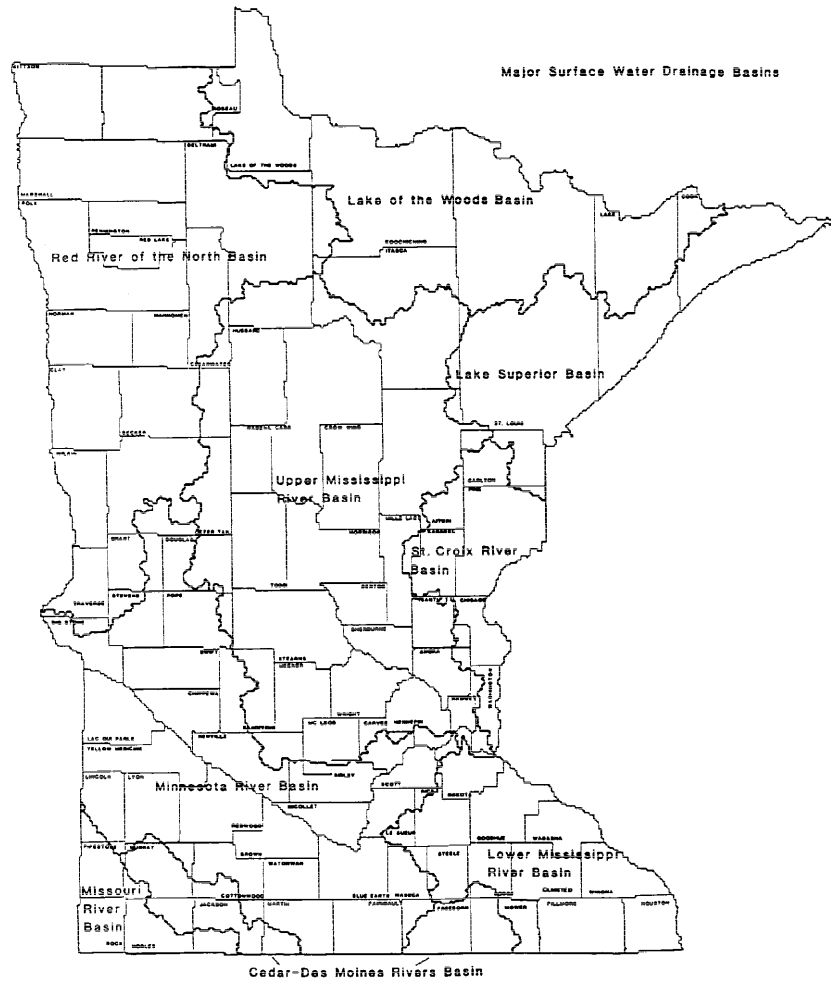 Major Surface Water Drainage Basins
KITTSON
ROSEAU
BELTRAMI
LAKE OF THE WOODS
MARSHALL
POLK
Lake of the Woods Basin
LAKE
COOK
PENNINGTON
RED LAKE
KOOCHICHING
ITASCA
Red River of the North Basin
NORMAN
MAHNOMEN
HUBBARD
CLAY
CLEARWATER
Lake Superior Basin
BECKER
WADENA CASS
CROW WING
ST. LOUIS
WILKIN
CARLTON
PINE
Upper Mississippi
River Basin
MILLE LACS
AITKIN
KANABEC
OTTER TAIL
MORRISON
GRANT
DOUGLAS
St. Croix River
Basin
TODD
BENTON
STEVENS
POPE
TRAVERSE
ISANTI
CHISAGO
BIG STONE
SHERBURNE
SWIFT
STEARNS
MEEKER
ANOKA
WASHINGTON
CHIPPEWA
RAMSEY
WRIGHT
KANDIYOHI
MC LEOD
CARVER
HENNEPIN
RENVILLE
LAC QUI PARLE
YELLOW MEDICINE
LINCOLN
LYON
SIBLEY
SCOTT
Minnesota River Basin
RICE
DAKOTA
NICOLLET
REDWOOD
LE SUEUR
GOODHUE
WABASHA
PIPESTONE
MURRAY
BROWN
WATONWAN
STEELE
Lower Mississippi
River Basin
Missouri
River
Basin
COTTONWOOD
BLUE EARTH
WASECA
DODGE
OLMSTED
WINONA
JACKSON
MARTIN
FARIBAULT
FREEBORN
MOWER
FILLMORE
HOUSTON
ROCK
NOBLES
Cedar-Des Moines Rivers Basin